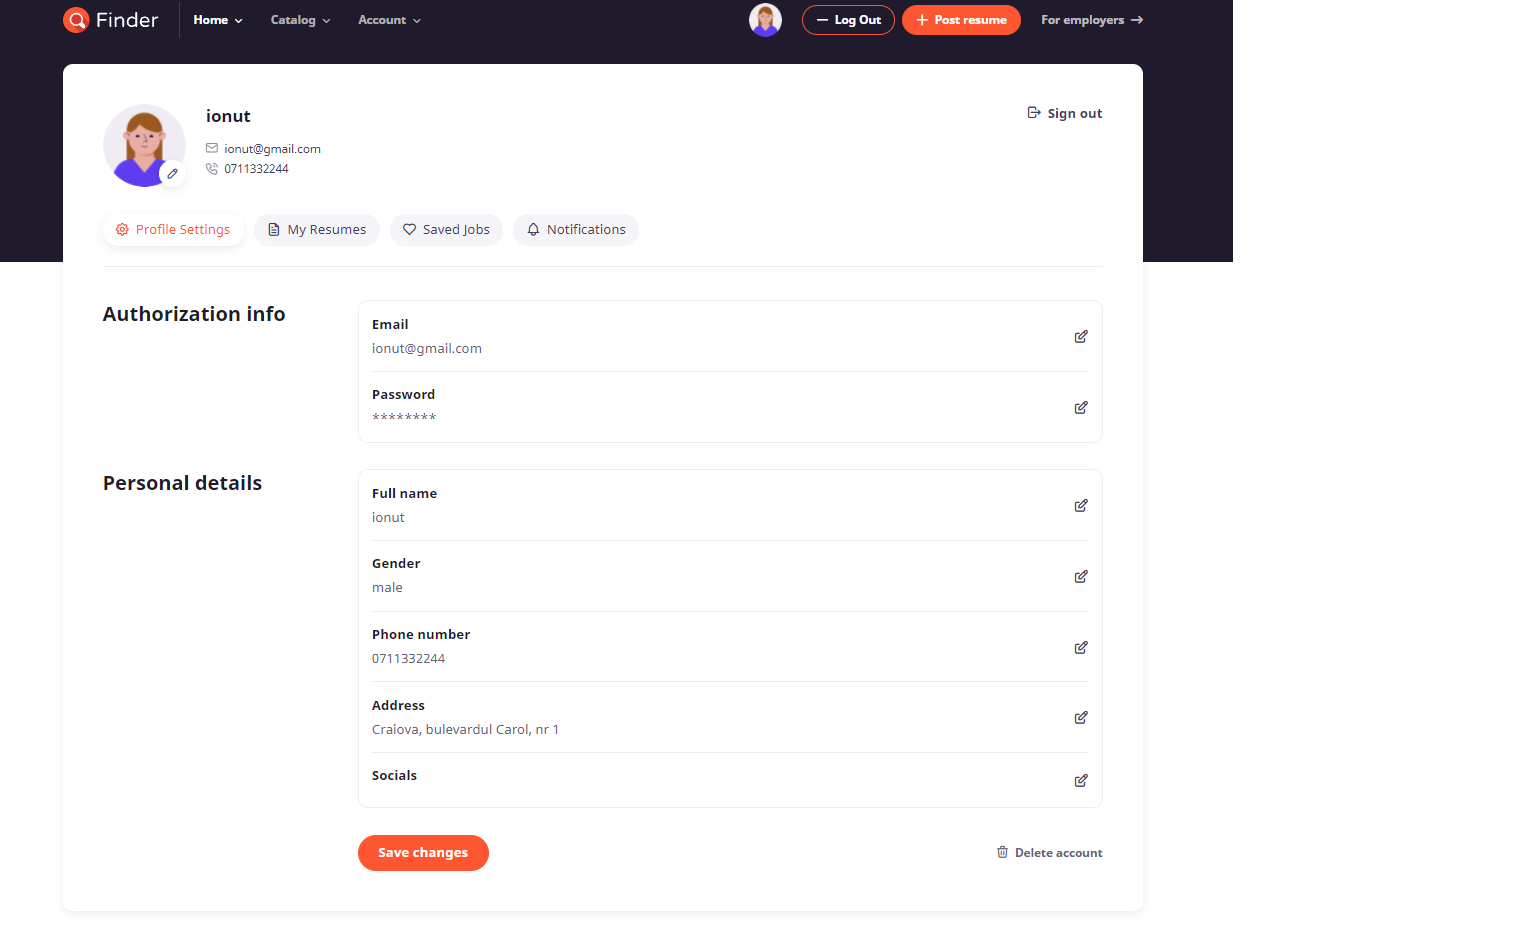 Finder
Home Catalog Account Log Out Post resume For employers
ionut
Sign out
ionut@gmail.com
0711332244
Profile Settings My Resumes Saved Jobs Notifications
Authorization info
Email
ionut@gmail.com
Password
********
Personal details
Full name
ionut
Gender
male
Phone number
0711332244
Address
Craiova, bulevardul Carol, nr 1
Socials
Save changes
Delete account